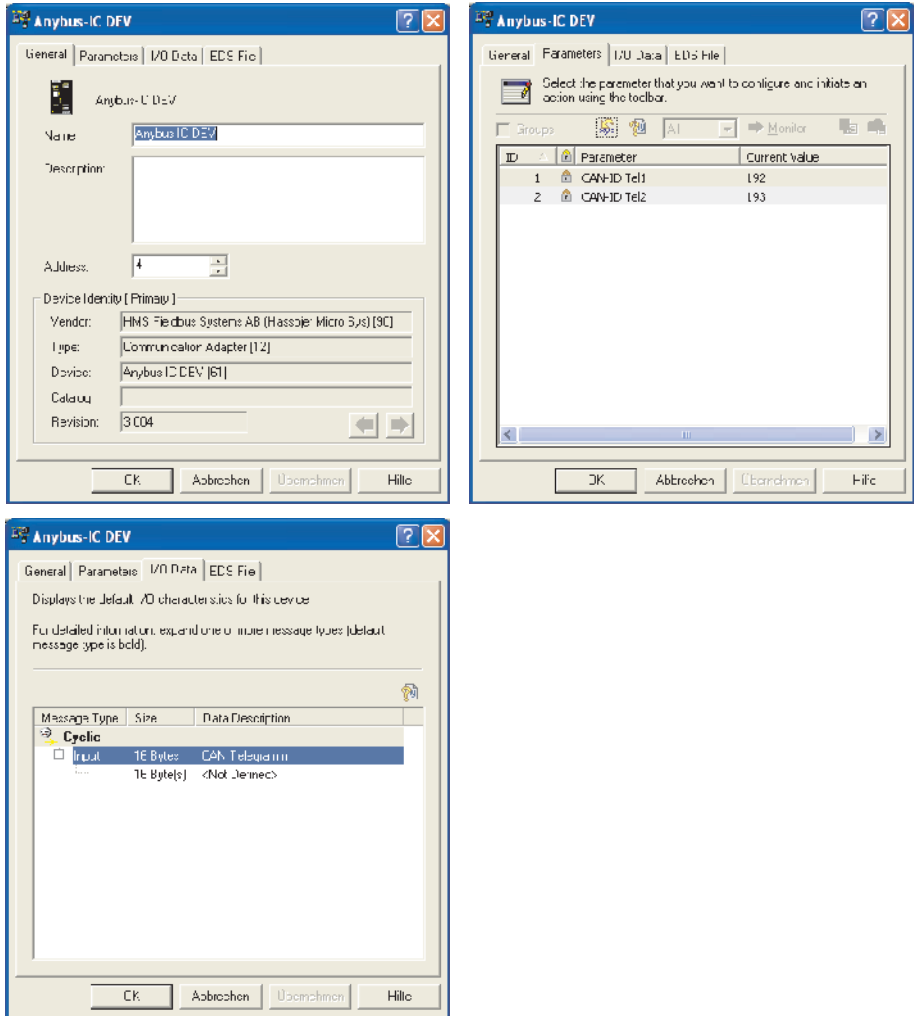 Anybus-IC DEV
General Parameters I/O Data EDS File
Anybus-IC DEV
Name Anybus IC DEV
Description:
Address: 4
Device Identity [ Primary ]
Vendor: HMS Fieldbus Systems AB (Hassbjer Micro Sys) [90]
Type: Communication Adapter [12]
Device: Anybus IC DEV [61]
Catalog
Revision: 3.004
OK Abbrechen Übernehmen Hilfe
Anybus-IC DEV
General Parameters I/O Data EDS File
Select the parameter that you want to configure and initiate an
action using the toolbar.
Groups All Monitor
ID Parameter Current Value
1 CAN-ID Tel1 192
2 CAN-ID Tel2 193
OK Abbrechen Übernehmen Hilfe
Anybus-IC DEV
General Parameters I/O Data EDS File
Displays the default I/O characteristics for this device
For detailed information, expand one or more message types (default
message type is bold).
Message Type Size Data Description
Cyclic
Input 16 Bytes CAN Telegramm
16 Byte(s) <Not Defined>
OK Abbrechen Übernehmen Hilfe